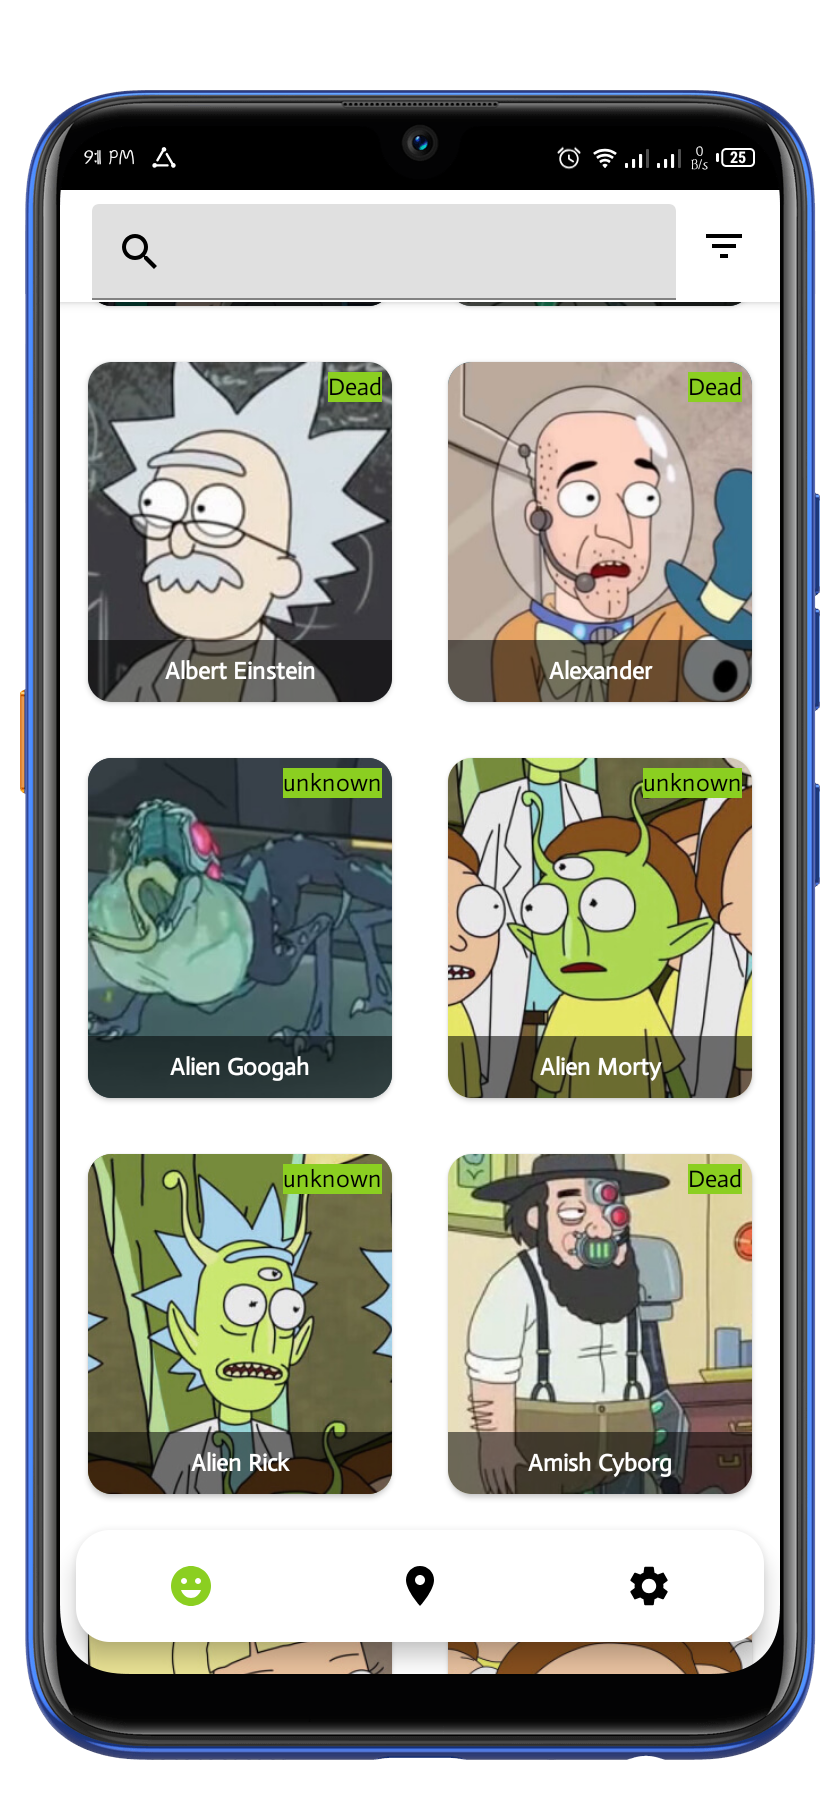 9:11 PM
0
B/s
25
Dead
Dead
Albert Einstein
Alexander
unknown
unknown
Alien Googah
Alien Morty
unknown
Dead
Alien Rick
Amish Cyborg